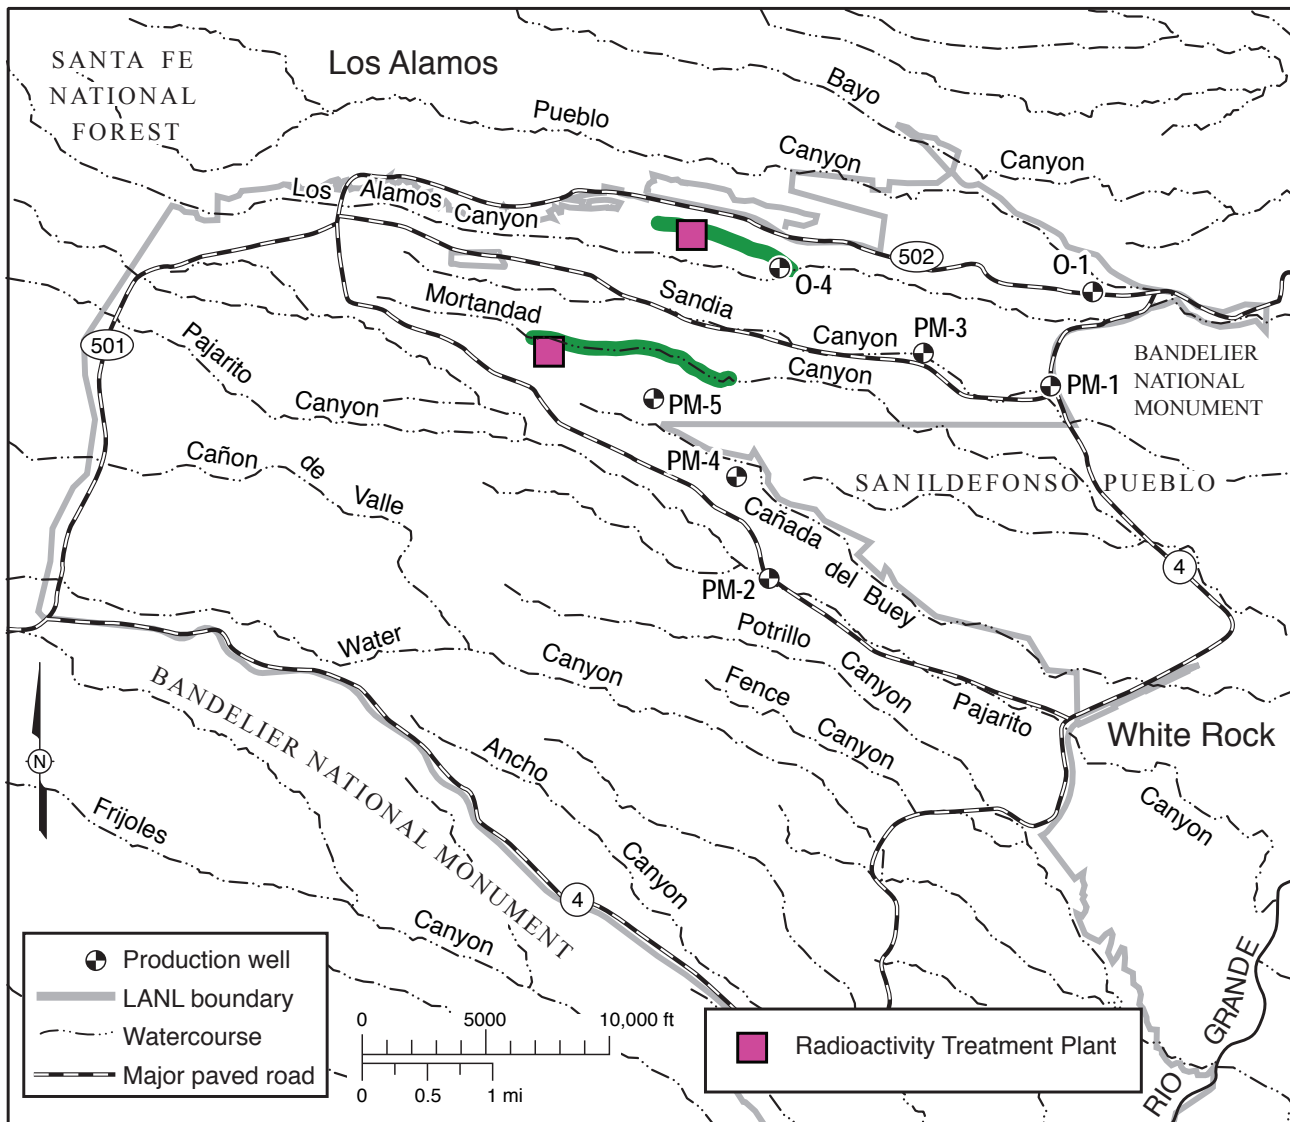 SANTA FE
NATIONAL
FOREST
Los Alamos
Bayo
Pueblo
Canyon
Canyon
Los Alamos Canyon
502
O-1
O-4
Sandia
Mortandad
Canyon
PM-3
501
Pajarito
Canyon
BANDELIER
NATIONAL
MONUMENT
PM-1
PM-5
Canyon
Cañon de Valle
PM-4
SANILDEFONSO PUEBLO
Cañada del Buey
4
PM-2
Potrillo
Canyon
Water
Canyon
Fence
Canyon
Pajarito
White Rock
BANDELIER NATIONAL MONUMENT
N
Ancho
Canyon
Frijoles
Canyon
Canyon
4
RIO GRANDE
Production well
LANL boundary
Watercourse
Major paved road
0 5000 10,000 ft
0 0.5 1 mi
Radioactivity Treatment Plant